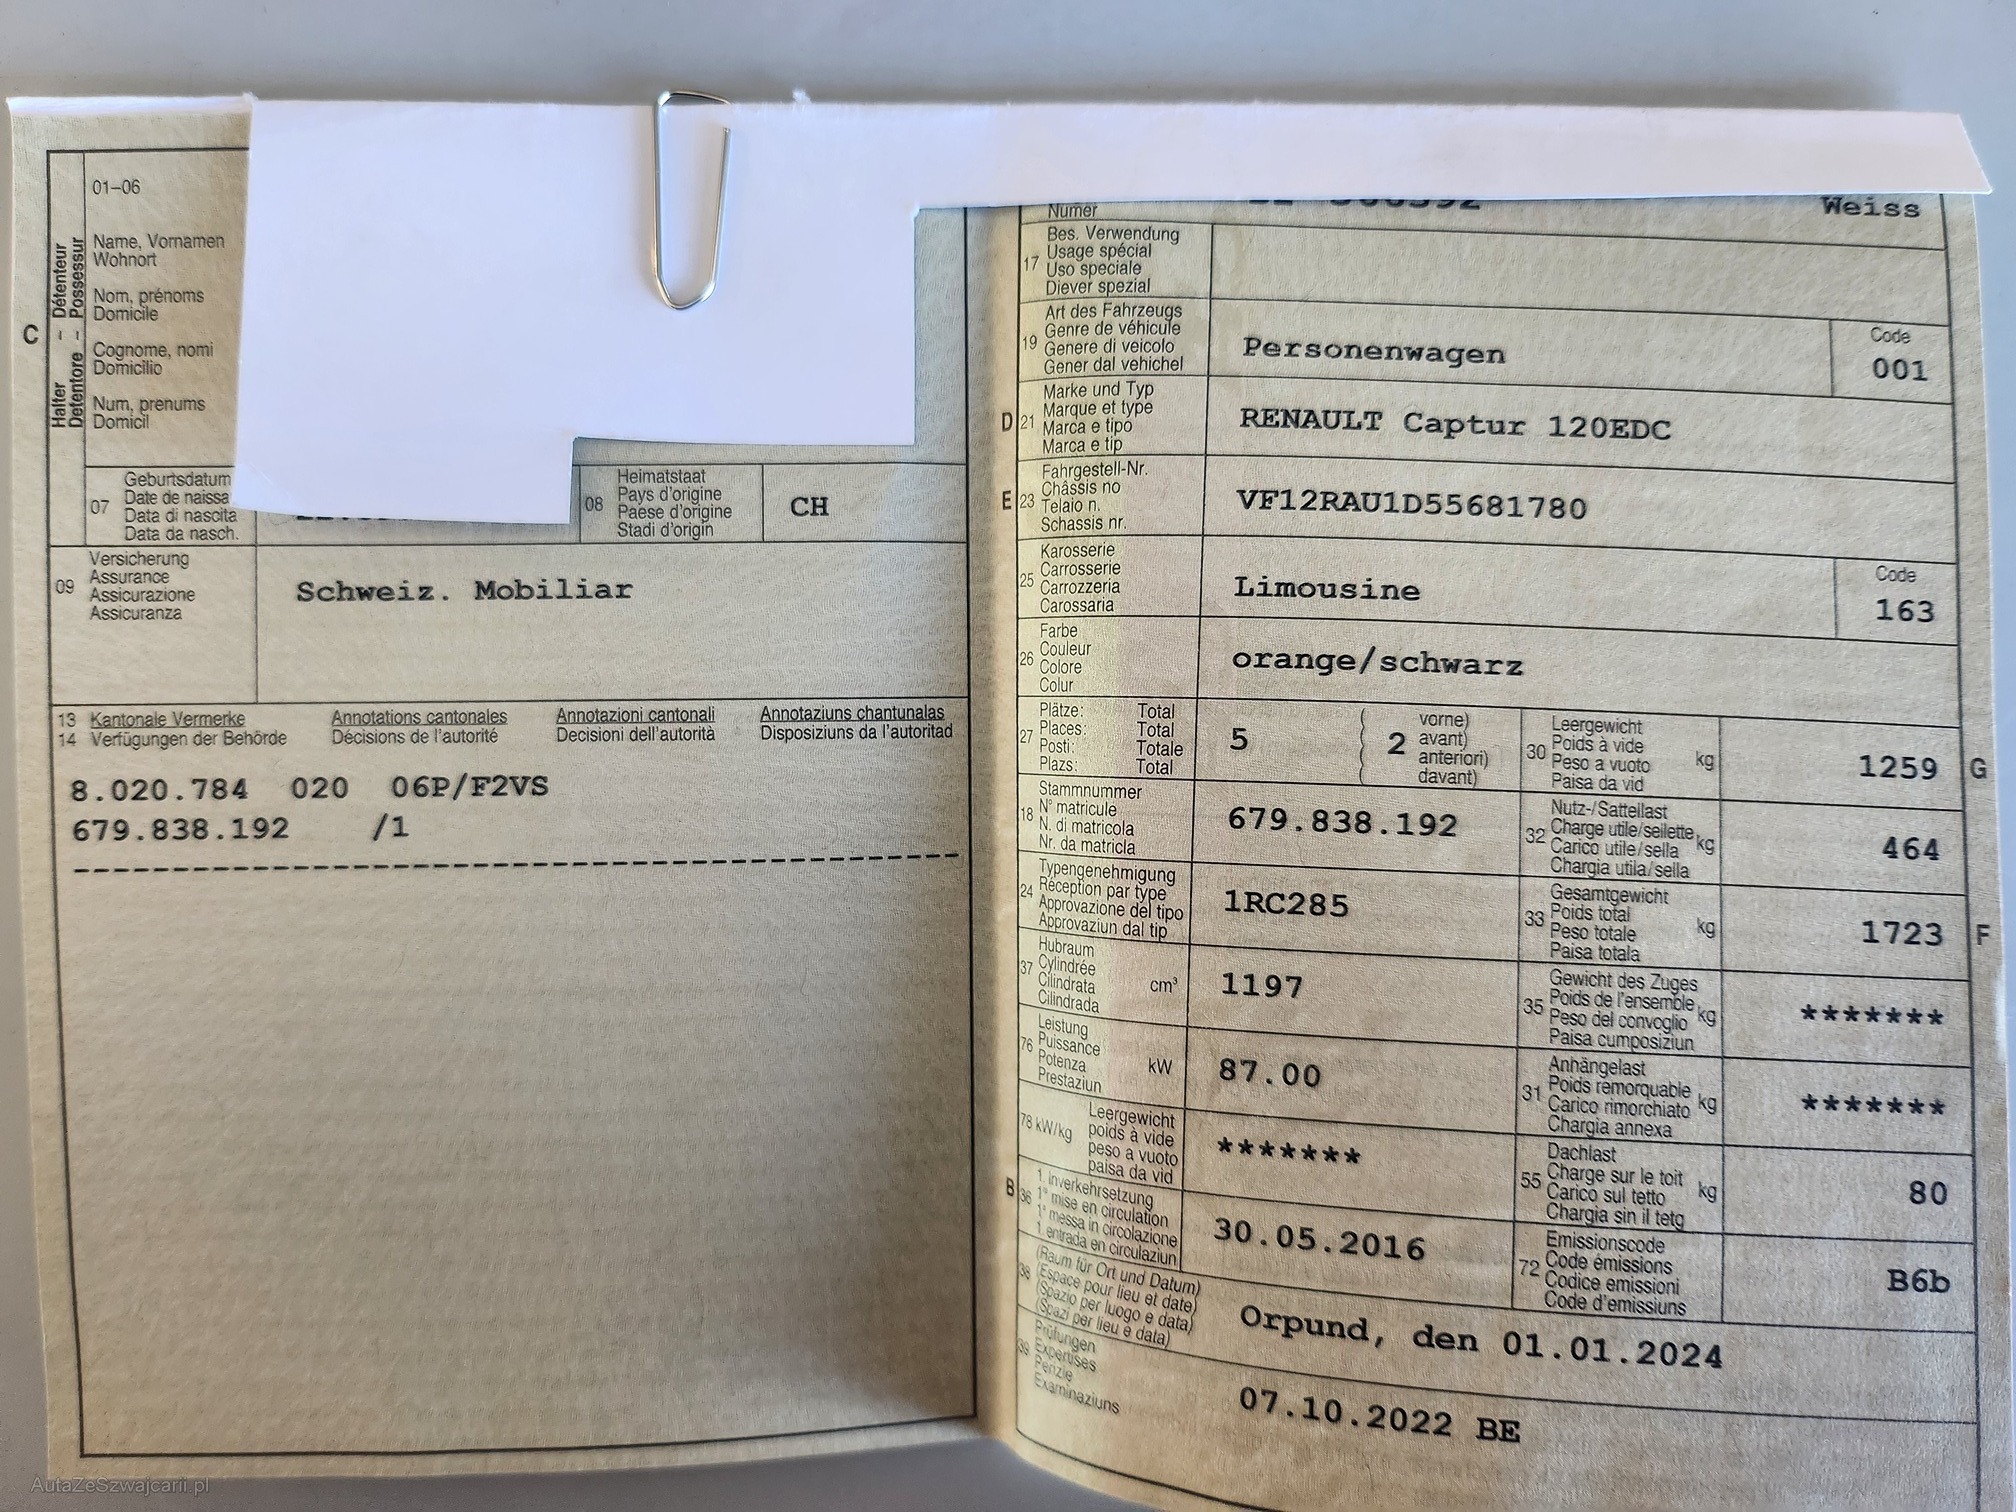 01–06
Name, Vornamen
Wohnort
Nom, prénoms
Domicile
Cognome, nomi
Domicilio
Num, prenums
Domicil
C
Halter – Détenteur
Detentore – Possessur
07
Geburtsdatum
Date de naissa
Data di nascita
Data da nasch.
08
Heimatstaat
Pays d'origine
Paese d'origine
Stadi d'origin
CH
09
Versicherung
Assurance
Assicurazione
Assicuranza
Schweiz. Mobiliar
13 Kantonale Vermerke Annotations cantonales Annotazioni cantonali Annotaziuns chantunalas
14 Verfügungen der Behörde Décisions de l'autorité Decisioni dell'autorità Disposiziuns da l'autoritad
8.020.784 020 06P/F2VS
679.838.192 /1
Numer
Weiss
17
Bes. Verwendung
Usage spécial
Uso speciale
Diever spezial
19
Art des Fahrzeugs
Genre de véhicule
Genere di veicolo
Gener dal vehichel
Personenwagen
Code
001
D 21
Marke und Typ
Marque et type
Marca e tipo
Marca e tip
RENAULT Captur 120EDC
E 23
Fahrgestell-Nr.
Châssis no
Telaio n.
Schassis nr.
VF12RAU1D55681780
25
Karosserie
Carrosserie
Carrozzeria
Carossaria
Limousine
Code
163
26
Farbe
Couleur
Colore
Colur
orange/schwarz
27
Plätze: Total
Places: Total
Posti: Totale
Plazs: Total
5
( 2 vorne)
( avant)
( anteriori)
( davant)
30
Leergewicht
Poids à vide
Peso a vuoto
Paisa da vid
kg
1259 G
18
Stammnummer
N° matricule
N. di matricola
Nr. da matricla
679.838.192
32
Nutz-/Sattellast
Charge utile/sellette
Carico utile/sella
Chargia utila/sella
kg
464
24
Typengenehmigung
Réception par type
Approvazione del tipo
Approvaziun dal tip
1RC285
33
Gesamtgewicht
Poids total
Peso totale
Paisa totala
kg
1723 F
37
Hubraum
Cylindrée
Cilindrata
Cilindrada
cm³
1197
35
Gewicht des Zuges
Poids de l'ensemble
Peso del convoglio
Paisa cumposiziun
kg
*******
76
Leistung
Puissance
Potenza
Prestaziun
kW
87.00
31
Anhängelast
Poids remorquable
Carico rimorchiato
Chargia annexa
kg
*******
78 kW/kg
Leergewicht
poids à vide
peso a vuoto
paisa da vid
*******
55
Dachlast
Charge sur le toit
Carico sul tetto
Chargia sin il tetg
kg
80
B 36
1. Inverkehrsetzung
1° mise en circulation
1° messa in circolazione
1. entrada en circulaziun
30.05.2016
72
Emissionscode
Code émissions
Codice emissioni
Code d'emissiuns
B6b
38
(Raum für Ort und Datum)
(Espace pour lieu et date)
(Spazio per luogo e data)
(Spazi per lieu e data)
Orpund, den 01.01.2024
39
Prüfungen
Expertises
Perizie
Examinaziuns
07.10.2022 BE
AutaZeSzwajcarii.pl